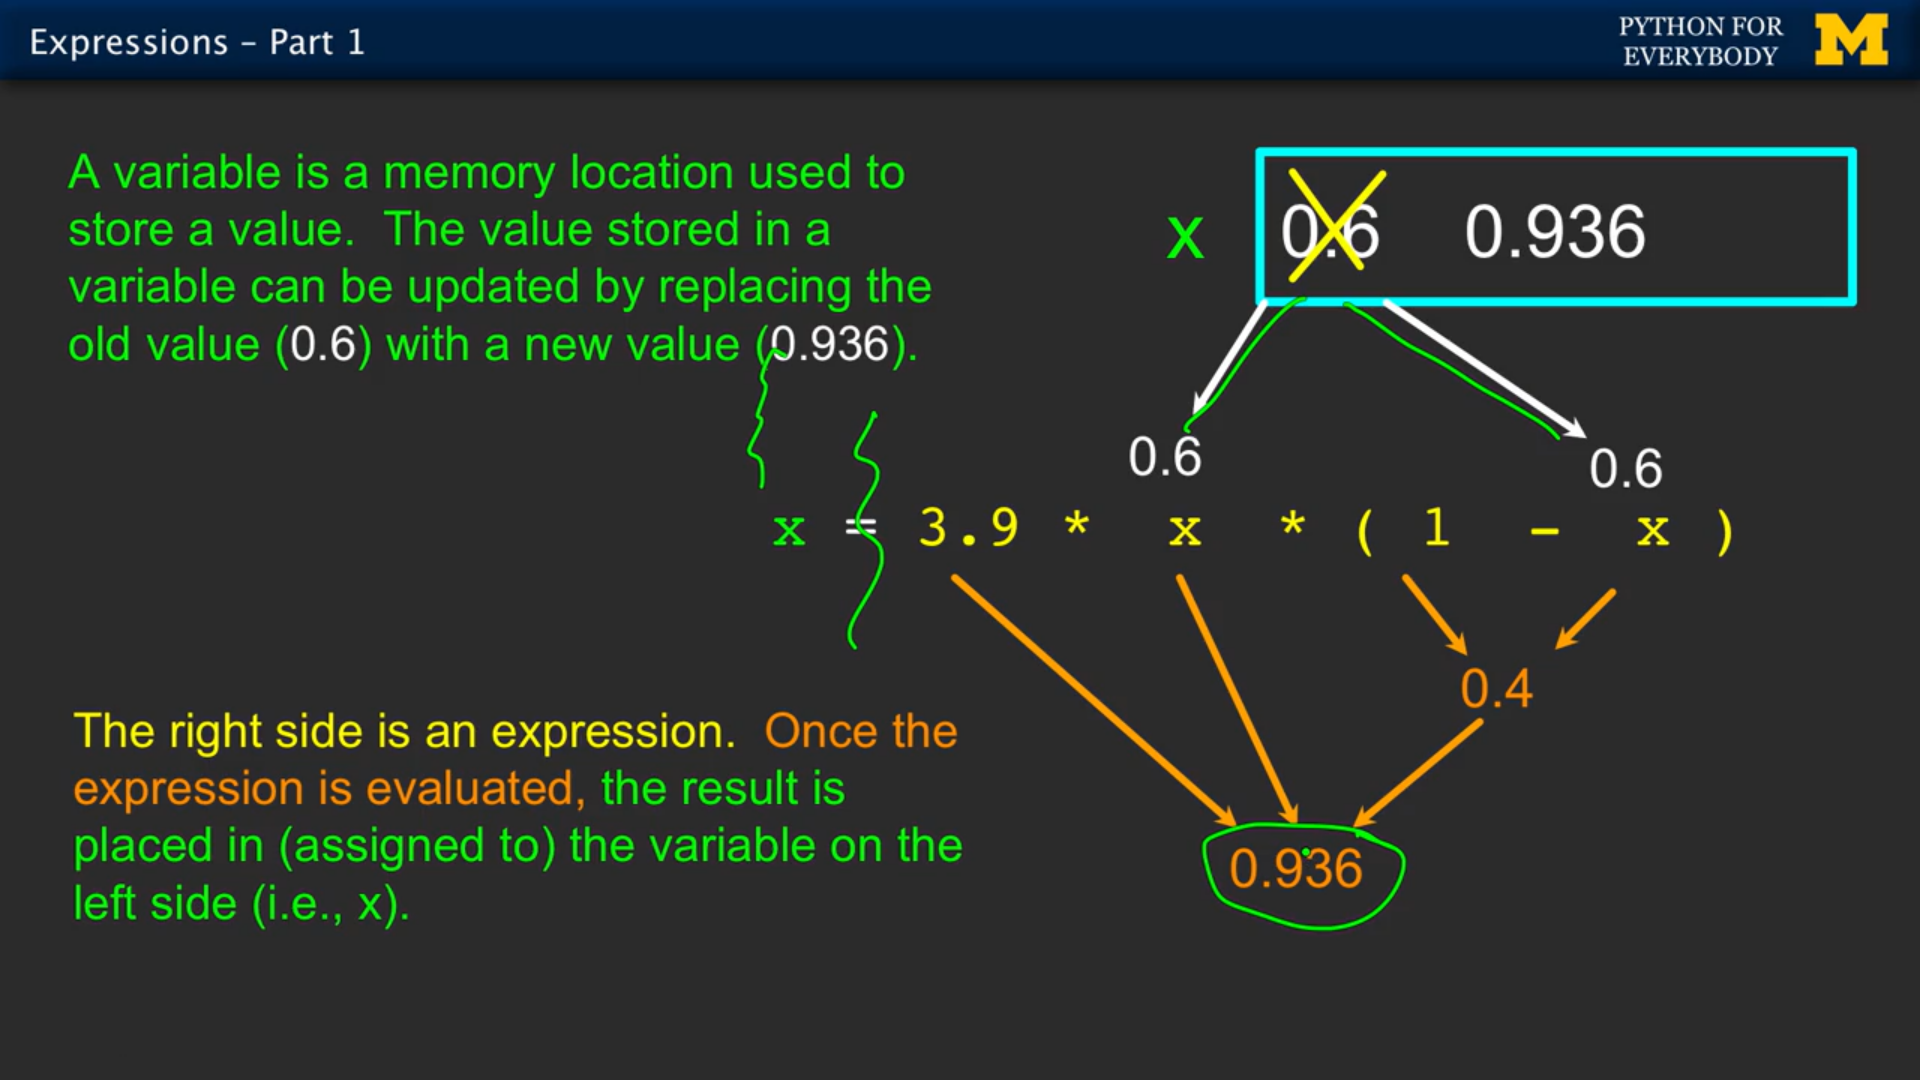 Expressions – Part 1
PYTHON FOR
EVERYBODY
M
A variable is a memory location used to
store a value. The value stored in a
variable can be updated by replacing the
old value (0.6) with a new value (0.936).
x 0.6 0.936
0.6 0.6
x = 3.9 * x * ( 1 - x )
0.4
The right side is an expression. Once the
expression is evaluated, the result is
placed in (assigned to) the variable on the
left side (i.e., x).
0.936